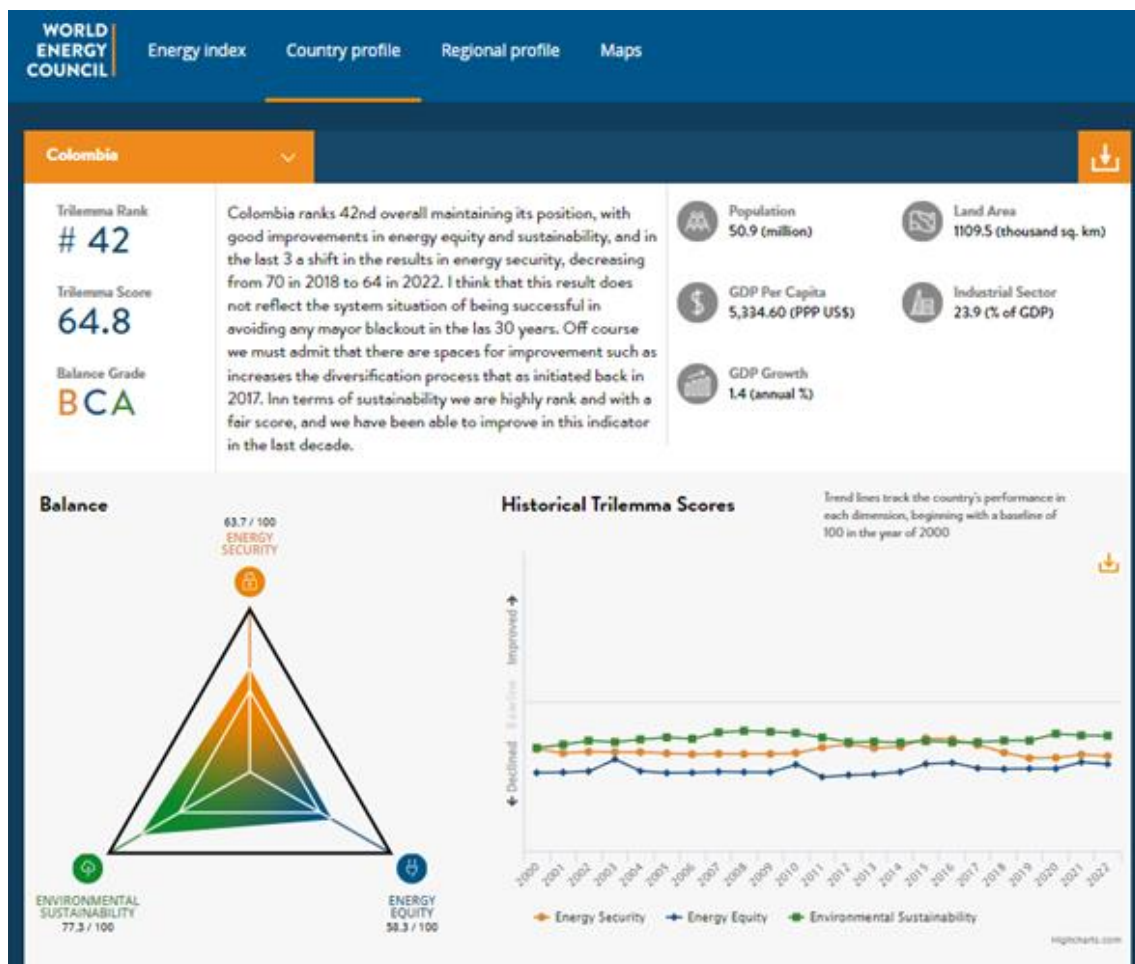 WORLD
ENERGY
COUNCIL
Energy index
Country profile
Regional profile
Maps
Colombia
Trilemma Rank
# 42
Trilemma Score
64.8
Balance Grade
BCA
Colombia ranks 42nd overall maintaining its position, with
good improvements in energy equity and sustainability, and in
the last 3 a shift in the results in energy security, decreasing
from 70 in 2018 to 64 in 2022. I think that this result does
not reflect the system situation of being successful in
avoiding any mayor blackout in the las 30 years. Off course
we must admit that there are spaces for improvement such as
increases the diversification process that as initiated back in
2017. Inn terms of sustainability we are highly rank and with a
fair score, and we have been able to improve in this indicator
in the last decade.
Population
50.9 (million)
Land Area
1109.5 (thousand sq. km)
GDP Per Capita
5,334.60 (PPP US$)
Industrial Sector
23.9 (% of GDP)
GDP Growth
1.4 (annual %)
Balance
63.7 / 100
ENERGY
SECURITY
ENVIRONMENTAL
SUSTAINABILITY
77.3 / 100
ENERGY
EQUITY
58.3 / 100
Historical Trilemma Scores
Trend lines track the country's performance in
each dimension, beginning with a baseline of
100 in the year of 2000
← Declined Baseline Improved →
2000 2001 2002 2003 2004 2005 2006 2007 2008 2009 2010 2011 2012 2013 2014 2015 2016 2017 2018 2019 2020 2021 2022
Energy Security Energy Equity Environmental Sustainability
Highcharts.com